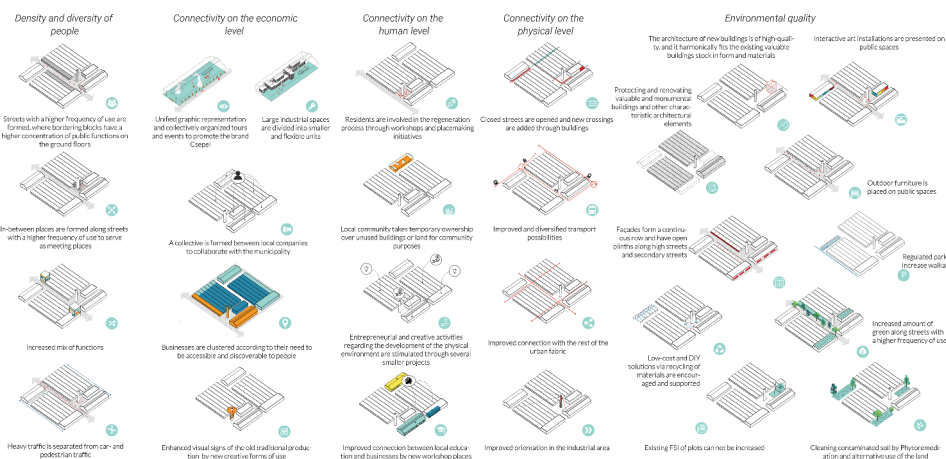 Density and diversity of
people
Streets with a higher frequency of use are
formed, where bordering blocks have a
higher concentration of public functions on
the ground floors
In-between places are formed along streets
with a higher frequency of use to serve
as meeting places
Increased mix of functions
Heavy traffic is separated from car- and
pedestrian traffic
Connectivity on the economic
level
Unified graphic representation
and collectively organized tours
and events to promote the brand
Csepel
Large industrial spaces
are divided into smaller
and flexible units
A collective is formed between local companies
to collaborate with the municipality
Businesses are clustered according to their need to
be accessible and discoverable to people
Enhanced visual signs of the old traditional produc-
tion by new creative forms of use
Connectivity on the
human level
Residents are involved in the regeneration
process through workshops and placemaking
initiatives
Local community takes temporary ownership
over unused buildings or land for community
purposes
Entrepreneurial and creative activities
regarding the development of the physical
environment are stimulated through several
smaller projects
Improved connection between local educa-
tion and businesses by new workshop places
Connectivity on the
physical level
Closed streets are opened and new crossings
are added through buildings
Improved and diversified transport
possibilities
Improved connection with the rest of the
urban fabric
Improved orientation in the industrial area
Environmental quality
The architecture of new buildings is of high-quali-
ty, and it harmonically fits the existing valuable
buildings stock in form and materials
Interactive art installations are presented on
public spaces
Protecting and renovating
valuable and monumental
buildings and other charac-
teristic architectural
elements
Outdoor furniture is
placed on public spaces
Façades form a continu-
ous row and have open
plinths along high streets
and secondary streets
Regulated park
increase walka
P
Low-cost and DIY
solutions via recycling of
materials are encour-
aged and supported
Increased amount of
green along streets with
a higher frequency of use
Existing FSI of plots can not be increased
Cleaning contaminated soil by Phytoremedi-
ation and alternative use of the land